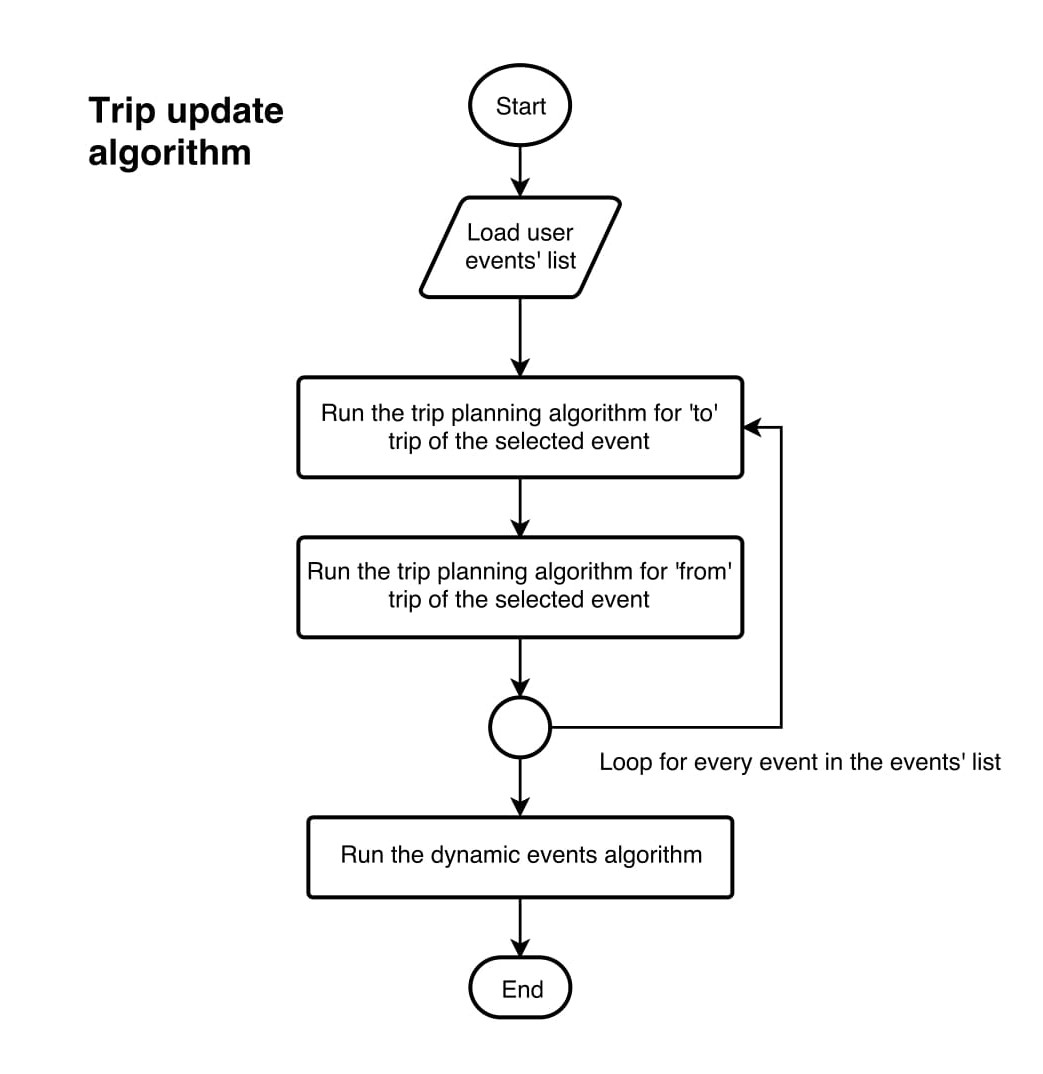 Trip update
algorithm
Start
Load user
events' list
Run the trip planning algorithm for 'to'
trip of the selected event
Run the trip planning algorithm for 'from'
trip of the selected event
Loop for every event in the events' list
Run the dynamic events algorithm
End